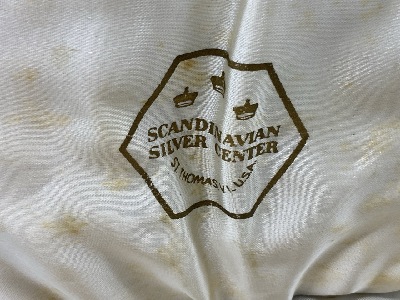 SCANDINAVIAN
SILVER CENTER
ST. THOMAS V.I. U.S.A.